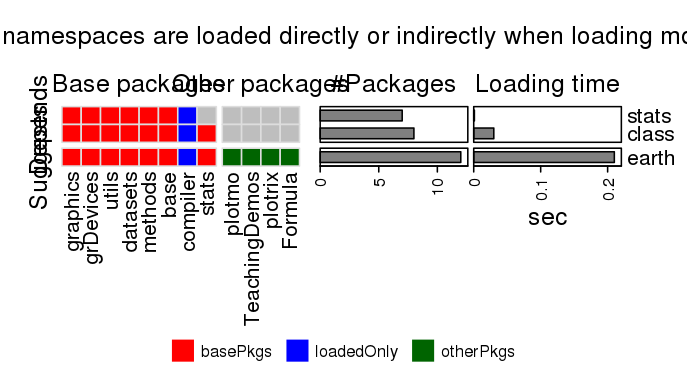 namespaces are loaded directly or indirectly when loading mo
Base packages
Other packages
#Packages
Loading time
Depends
Suggests
stats
class
earth
graphics
grDevices
utils
datasets
methods
base
compiler
stats
plotmo
TeachingDemos
plotrix
Formula
0
5
10
0
0.1
0.2
sec
basePkgs
loadedOnly
otherPkgs